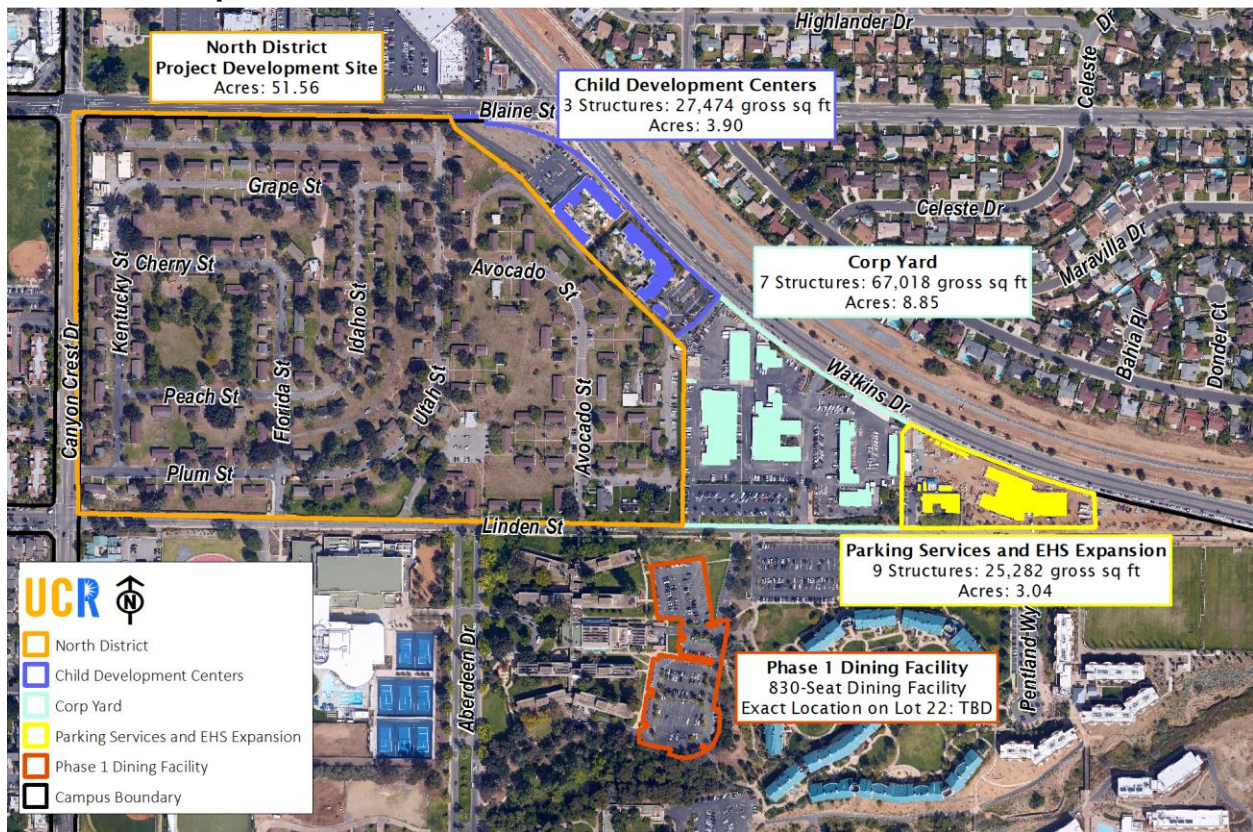 North District
Project Development Site
Acres: 51.56
Highlander Dr
Celeste Dr
Child Development Centers
3 Structures: 27,474 gross sq ft
Acres: 3.90
Blaine St
Grape St
Celeste Dr
Maravilla Dr
Cherry St
Avocado St
Corp Yard
7 Structures: 67,018 gross sq ft
Acres: 8.85
Kentucky St
Idaho St
Bahia Pl
Donder Ct
Canyon Crest Dr
Peach St
Florida St
Utah St
Avocado St
Watkins Dr
Plum St
Linden St
Parking Services and EHS Expansion
9 Structures: 25,282 gross sq ft
Acres: 3.04
UCR
N
North District
Child Development Centers
Corp Yard
Parking Services and EHS Expansion
Phase 1 Dining Facility
Campus Boundary
Aberdeen Dr
Phase 1 Dining Facility
830-Seat Dining Facility
Exact Location on Lot 22: TBD
Pentland Wy